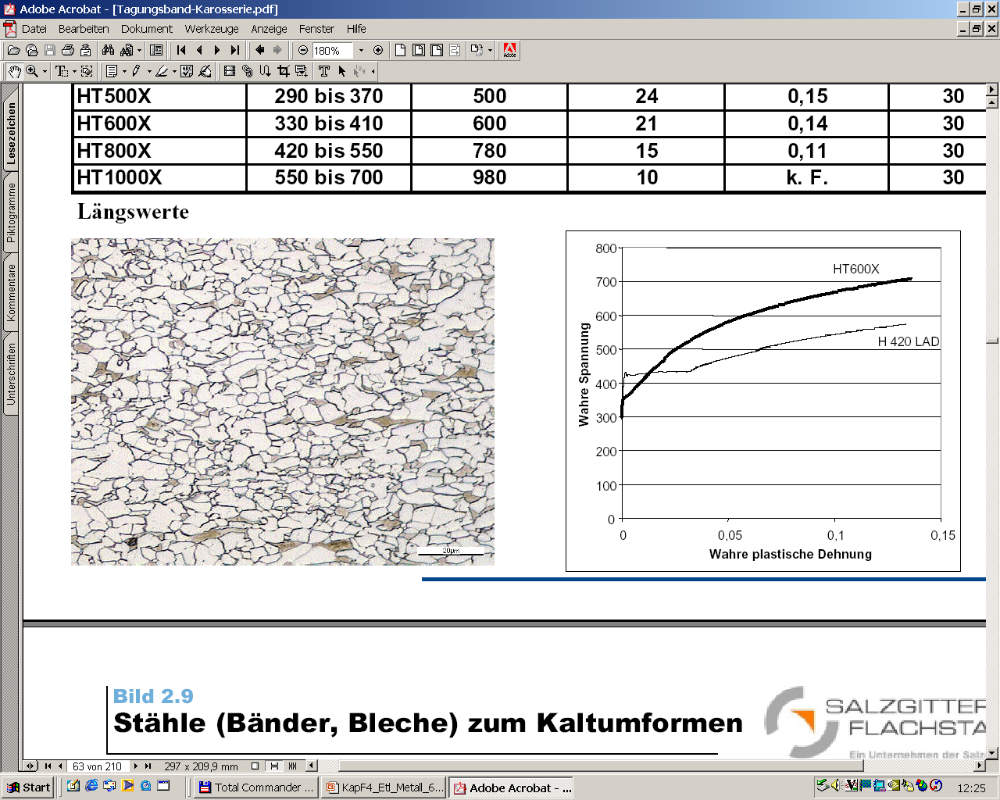 Adobe Acrobat - [Tagungsband-Karosserie.pdf]
Datei Bearbeiten Dokument Werkzeuge Anzeige Fenster Hilfe
180%
Adobe
Lesezeichen
Piktogramme
Kommentare
Unterschriften
HT500X 290 bis 370 500 24 0,15 30
HT600X 330 bis 410 600 21 0,14 30
HT800X 420 bis 550 780 15 0,11 30
HT1000X 550 bis 700 980 10 k. F. 30
Längswerte
20µm
800
700
600
500
400
300
200
100
0
Wahre Spannung
HT600X
H 420 LAD
0 0,05 0,1 0,15
Wahre plastische Dehnung
Bild 2.9
Stähle (Bänder, Bleche) zum Kaltumformen
SALZGITTER
FLACHSTA
Ein Unternehmen der Salz
63 von 210 297 x 209,9 mm
Start Total Commander ... KapF4_Etl_Metall_6... Adobe Acrobat - ... 12:25